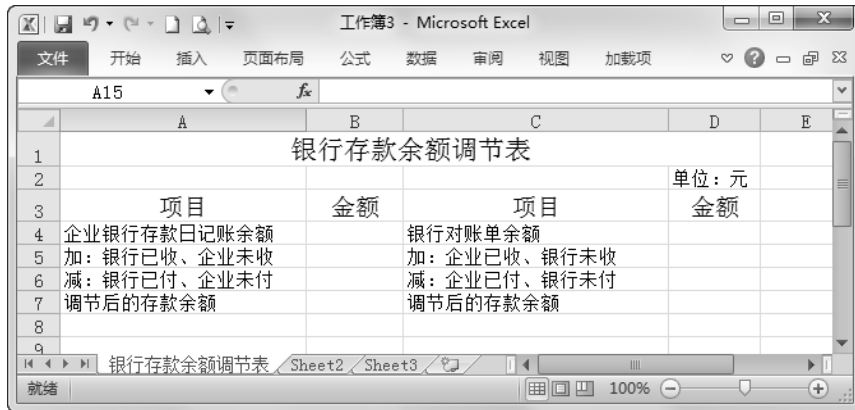 工作簿3 - Microsoft Excel
文件 开始 插入 页面布局 公式 数据 审阅 视图 加载项
A15 fx
A B C D E
1 银行存款余额调节表
2 单位：元
3 项目 金额 项目 金额
4 企业银行存款日记账余额 银行对账单余额
5 加：银行已收、企业未收 加：企业已收、银行未收
6 减：银行已付、企业未付 减：企业已付、银行未付
7 调节后的存款余额 调节后的存款余额
8
9
银行存款余额调节表 Sheet2 Sheet3
就绪 100%